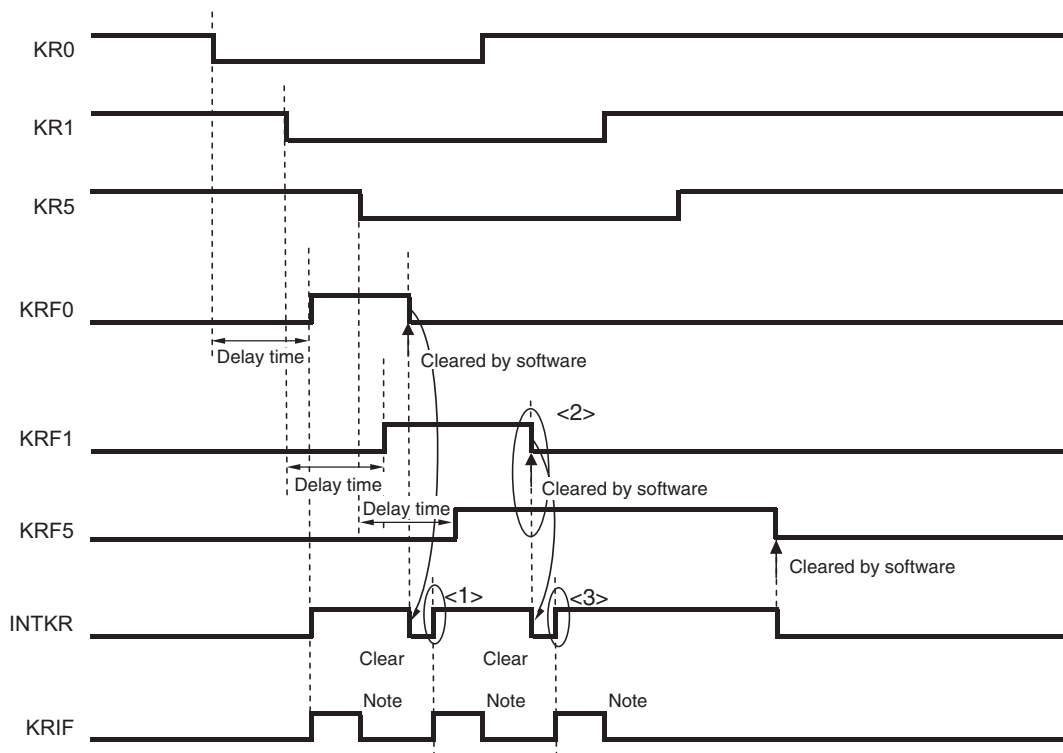 KR0
KR1
KR5
KRF0
Delay time
Cleared by software
KRF1
<2>
Delay time
Cleared by software
Delay time
KRF5
Cleared by software
<1>
<3>
INTKR
Clear
Clear
Note
Note
Note
KRIF